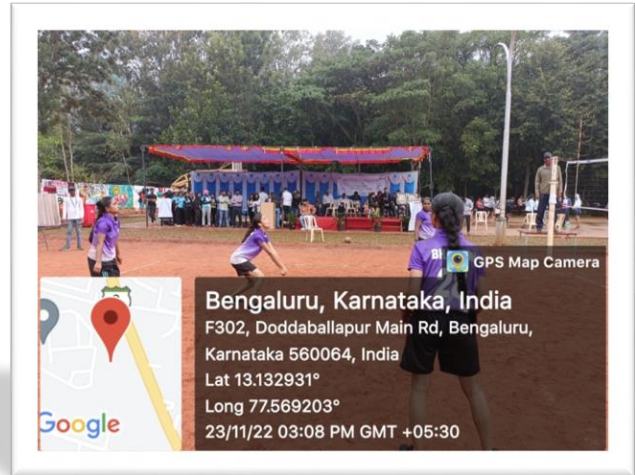 GPS Map Camera
Bengaluru, Karnataka, India
F302, Doddaballapur Main Rd, Bengaluru,
Karnataka 560064, India
Lat 13.132931°
Long 77.569203°
23/11/22 03:08 PM GMT +05:30
Google